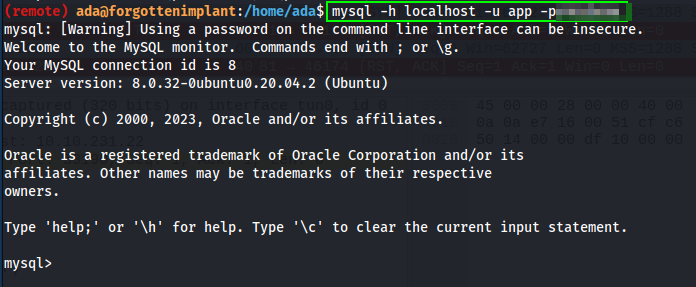 (remote) ada@forgottenimplant:/home/ada$ mysql -h localhost -u app -p
mysql: [Warning] Using a password on the command line interface can be insecure.
Welcome to the MySQL monitor.  Commands end with ; or \g.
Your MySQL connection id is 8
Server version: 8.0.32-0ubuntu0.20.04.2 (Ubuntu)
Copyright (c) 2000, 2023, Oracle and/or its affiliates.
Oracle is a registered trademark of Oracle Corporation and/or its
affiliates. Other names may be trademarks of their respective
owners.
Type 'help;' or '\h' for help. Type '\c' to clear the current input statement.
mysql>